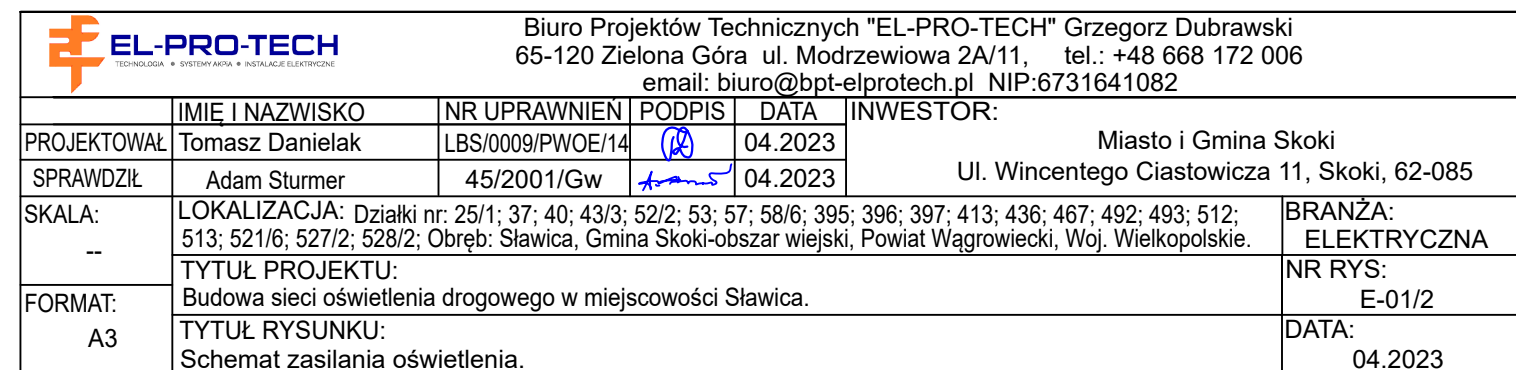 EL-PRO-TECH
TECHNOLOGIA • SYSTEMY AKPiA • INSTALACJE ELEKTRYCZNE
Biuro Projektów Technicznych "EL-PRO-TECH" Grzegorz Dubrawski
65-120 Zielona Góra ul. Modrzewiowa 2A/11, tel.: +48 668 172 006
email: biuro@bpt-elprotech.pl NIP:6731641082
IMIĘ I NAZWISKO NR UPRAWNIEŃ PODPIS DATA INWESTOR:
PROJEKTOWAŁ Tomasz Danielak LBS/0009/PWOE/14 04.2023 Miasto i Gmina Skoki
SPRAWDZIŁ Adam Sturmer 45/2001/Gw 04.2023 Ul. Wincentego Ciastowicza 11, Skoki, 62-085
SKALA:
--
LOKALIZACJA: Działki nr: 25/1; 37; 40; 43/3; 52/2; 53; 57; 58/6; 395; 396; 397; 413; 436; 467; 492; 493; 512;
513; 521/6; 527/2; 528/2; Obręb: Sławica, Gmina Skoki-obszar wiejski, Powiat Wągrowiecki, Woj. Wielkopolskie.
BRANŻA:
ELEKTRYCZNA
TYTUŁ PROJEKTU:
Budowa sieci oświetlenia drogowego w miejscowości Sławica.
NR RYS:
E-01/2
FORMAT:
A3
TYTUŁ RYSUNKU:
Schemat zasilania oświetlenia.
DATA:
04.2023